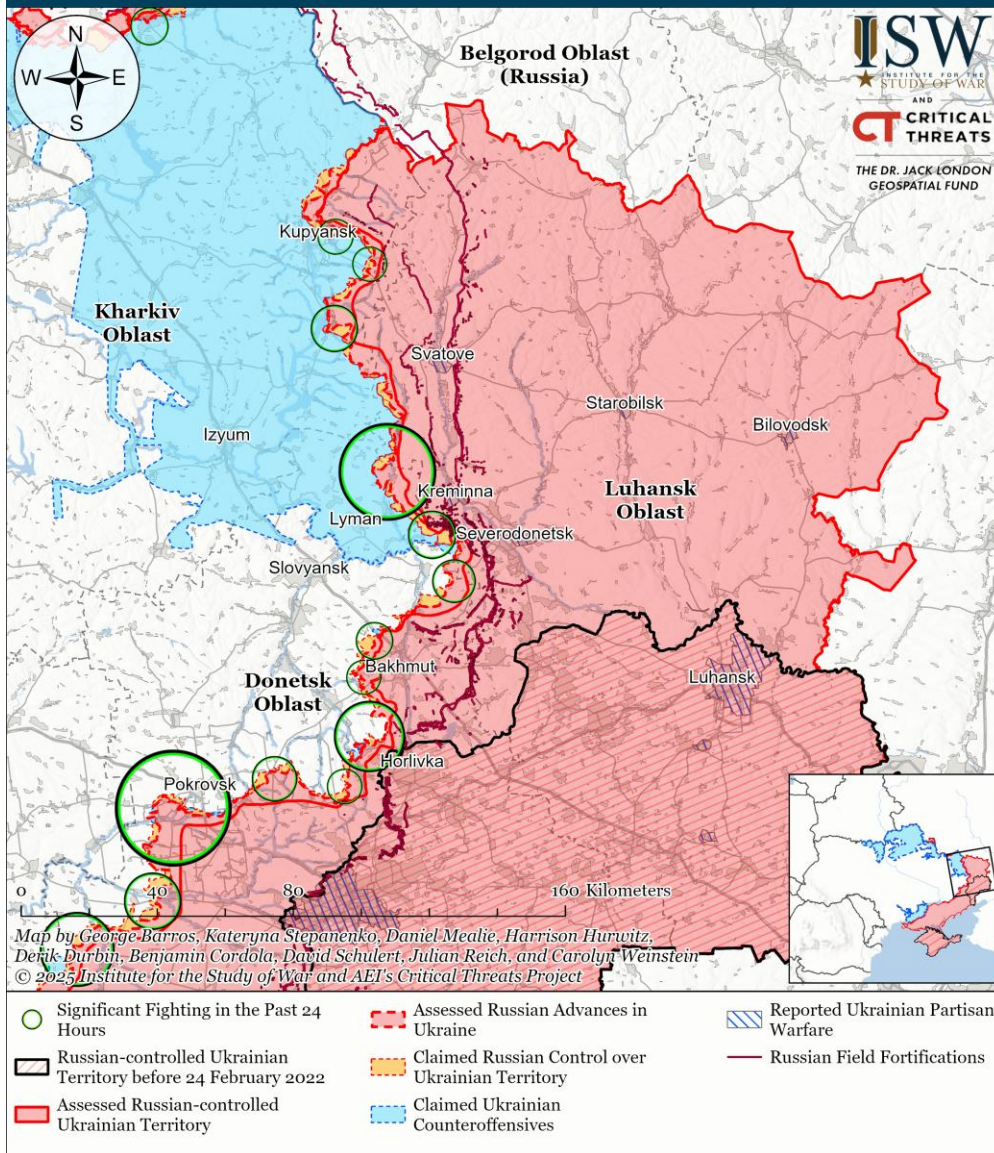 N
W E
S
Belgorod Oblast
(Russia)
ISW
INSTITUTE FOR THE
STUDY OF WAR
AND
CT CRITICAL
THREATS
THE DR. JACK LONDON
GEOSPATIAL FUND
Kupyansk
Kharkiv
Oblast
Svatove
Starobilsk
Bilovodsk
Izyum
Kreminna
Luhansk
Oblast
Lyman
Severodonetsk
Slovyansk
Bakhmut
Luhansk
Donetsk
Oblast
Horlivka
Pokrovsk
0 40 80 160 Kilometers
Map by George Barros, Kateryna Stepanenko, Daniel Mealie, Harrison Hurwitz,
Derik Durbin, Benjamin Cordola, David Schulert, Julian Reich, and Carolyn Weinstein
© 2025 Institute for the Study of War and AEI's Critical Threats Project
Significant Fighting in the Past 24
Hours
Russian-controlled Ukrainian
Territory before 24 February 2022
Assessed Russian-controlled
Ukrainian Territory
Assessed Russian Advances in
Ukraine
Claimed Russian Control over
Ukrainian Territory
Claimed Ukrainian
Counteroffensives
Reported Ukrainian Partisan
Warfare
Russian Field Fortifications